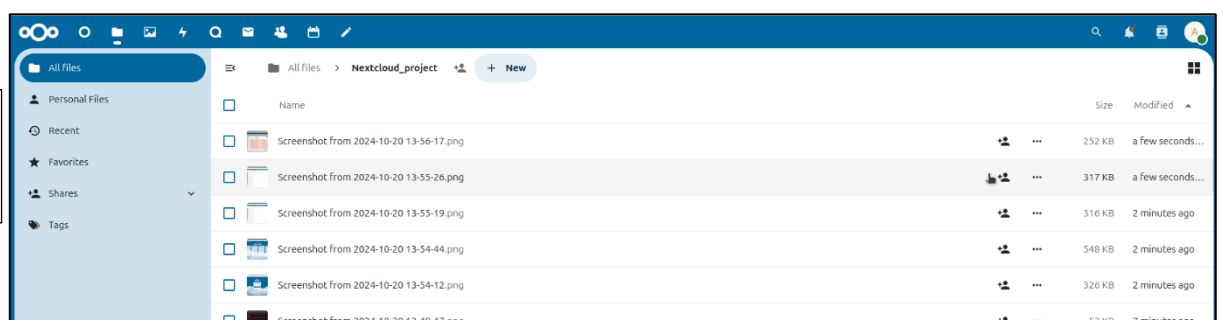 A
All files
All files > Nextcloud_project + New
Personal Files
Name Size Modified
Recent
Screenshot from 2024-10-20 13-56-17.png 252 KB a few seconds...
Favorites
Screenshot from 2024-10-20 13-55-26.png 317 KB a few seconds...
Shares
Screenshot from 2024-10-20 13-55-19.png 316 KB 2 minutes ago
Tags
Screenshot from 2024-10-20 13-54-44.png 548 KB 2 minutes ago
Screenshot from 2024-10-20 13-54-12.png 326 KB 2 minutes ago